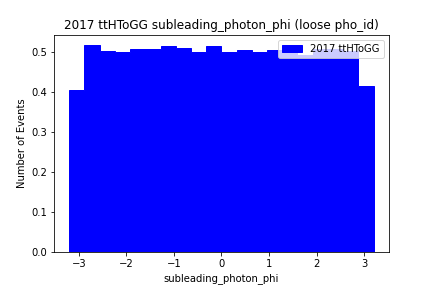 2017 ttHToGG subleading_photon_phi (loose pho_id)
2017 ttHToGG
Number of Events
0.5
0.4
0.3
0.2
0.1
0.0
−3 −2 −1 0 1 2 3
subleading_photon_phi